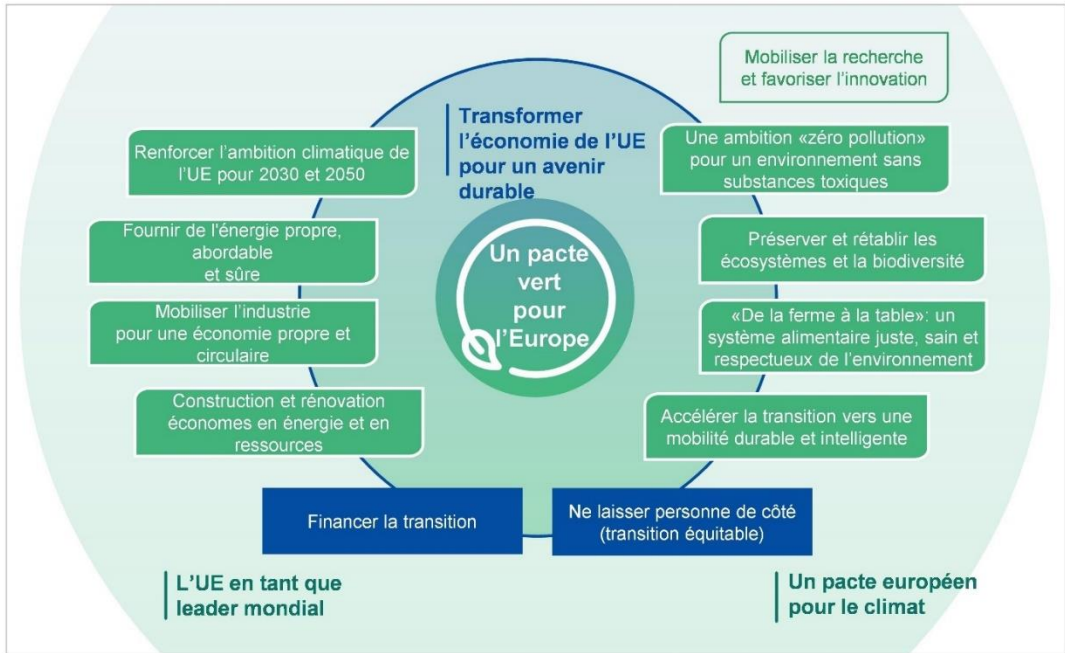 Mobiliser la recherche
et favoriser l’innovation
Transformer
l’économie de l’UE
pour un avenir
durable
Renforcer l’ambition climatique de
l’UE pour 2030 et 2050
Fournir de l'énergie propre,
abordable
et sûre
Mobiliser l’industrie
pour une économie propre et
circulaire
Construction et rénovation
économes en énergie et en
ressources
Un pacte
vert
pour
l’Europe
Une ambition «zéro pollution»
pour un environnement sans
substances toxiques
Préserver et rétablir les
écosystèmes et la biodiversité
«De la ferme à la table»: un
système alimentaire juste, sain et
respectueux de l’environnement
Accélérer la transition vers une
mobilité durable et intelligente
Financer la transition
Ne laisser personne de côté
(transition équitable)
L’UE en tant que
leader mondial
Un pacte européen
pour le climat